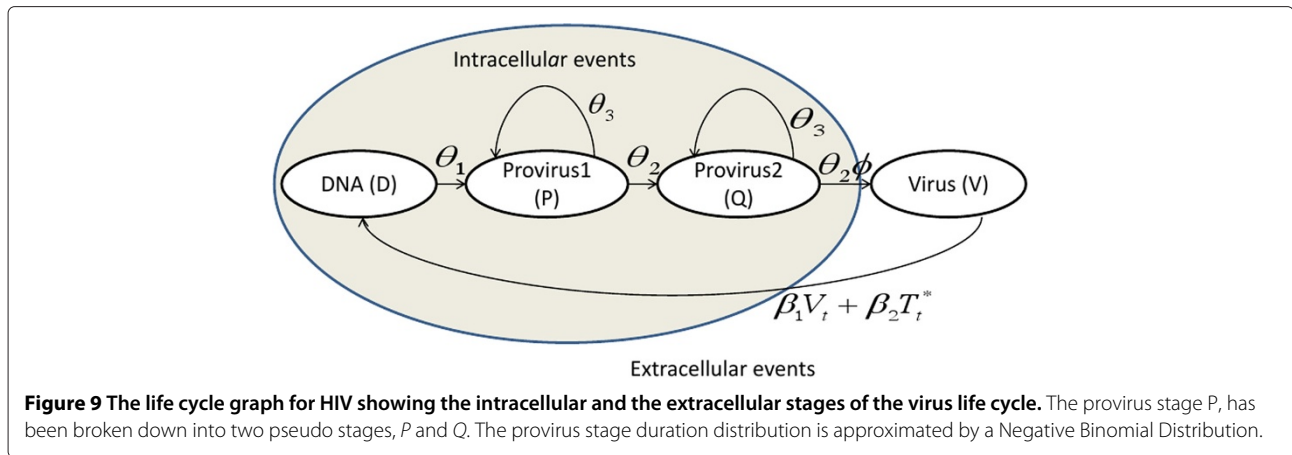 Intracellular events
θ₃
θ₃
DNA (D)
θ₁
Provirus1
(P)
θ₂
Provirus2
(Q)
θ₂ϕ
Virus (V)
β₁Vₜ + β₂Tₜ*
Extracellular events
Figure 9 The life cycle graph for HIV showing the intracellular and the extracellular stages of the virus life cycle. The provirus stage P, has
been broken down into two pseudo stages, P and Q. The provirus stage duration distribution is approximated by a Negative Binomial Distribution.